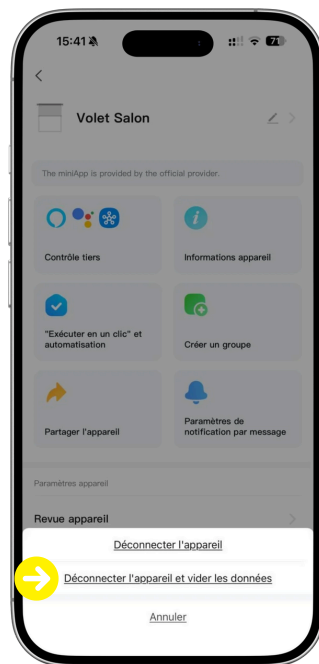 15:41
71
Volet Salon
The miniApp is provided by the official provider.
Contrôle tiers
Informations appareil
"Exécuter en un clic" et
automatisation
Créer un groupe
Partager l'appareil
Paramètres de
notification par message
Paramètres appareil
Revue appareil
Déconnecter l'appareil
Déconnecter l'appareil et vider les données
Annuler